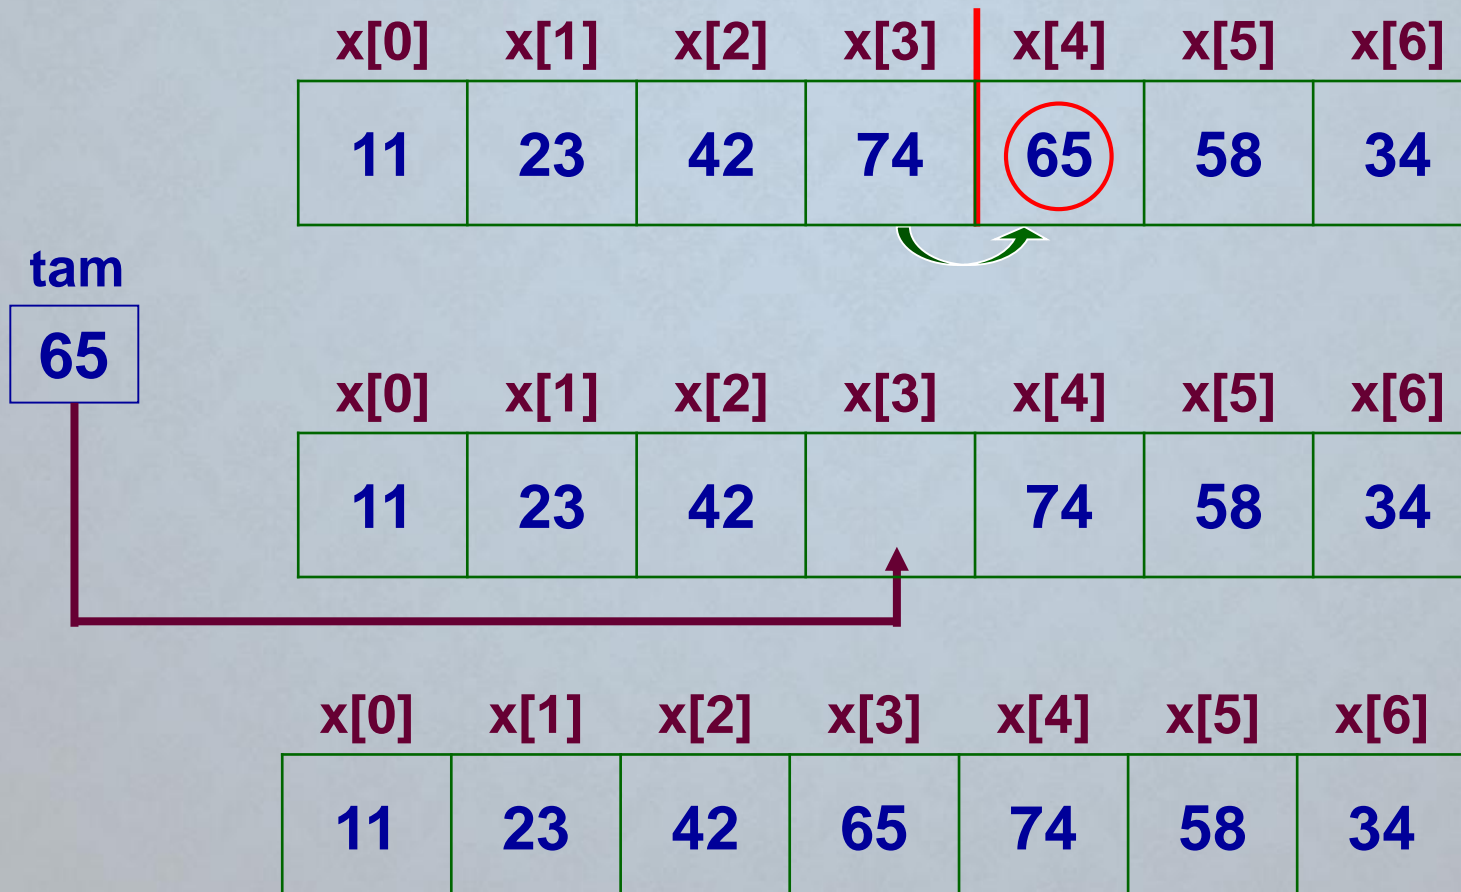 x[0] x[1] x[2] x[3] x[4] x[5] x[6]
11 23 42 74 65 58 34
tam
65
x[0] x[1] x[2] x[3] x[4] x[5] x[6]
11 23 42 74 58 34
x[0] x[1] x[2] x[3] x[4] x[5] x[6]
11 23 42 65 74 58 34